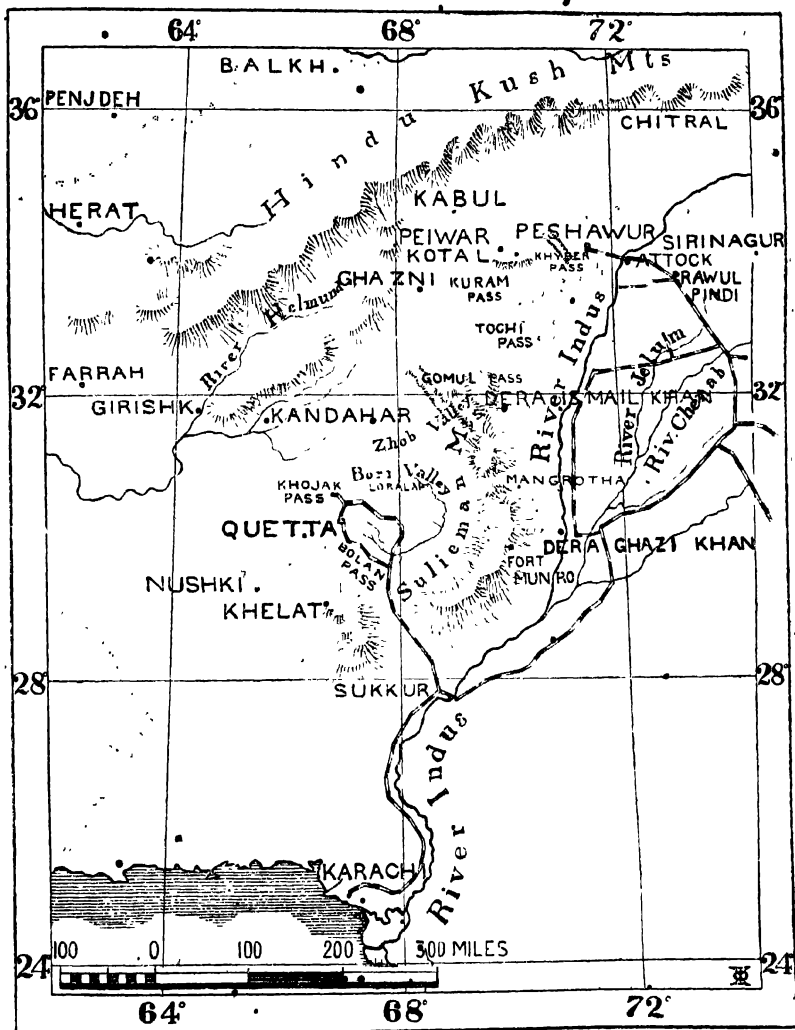 64°
68°
72°
BALKH.
Hindu Kush Mts
36°
PENJDEH
36°
CHITRAL
HERAT
KABUL
PEIWAR
KOTAL
PESHAWUR
KHYBER
PASS
SIRINAGUR
ATTOCK
RAWUL
PINDI
GHAZNI
KURAM
PASS
River Helmund
TOCHI
PASS
River Indus
River Jelum
Riv. Chenab
FARRAH
32°
32°
GIRISHK
GOMUL PASS
DERA ISMAIL KHAN
KANDAHAR
Zhob Valley
Bori Valley
LORALAI
KHOJAK
PASS
MANGROTHA
QUETTA
BOLAN
PASS
Sulieman M
DERA GHAZI KHAN
FORT
MUNRO
NUSHKI.
KHELAT
28°
28°
SUKKUR
River Indus
KARACHI
100 0 100 200 300 MILES
24°
24°
64°
68°
72°